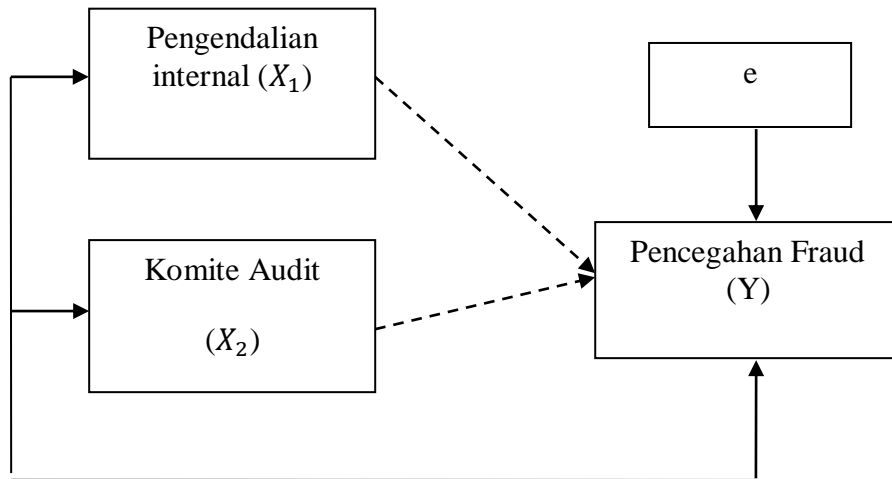 Pengendalian
internal (𝑋₁)
e
Komite Audit
(𝑋₂)
Pencegahan Fraud
(Y)